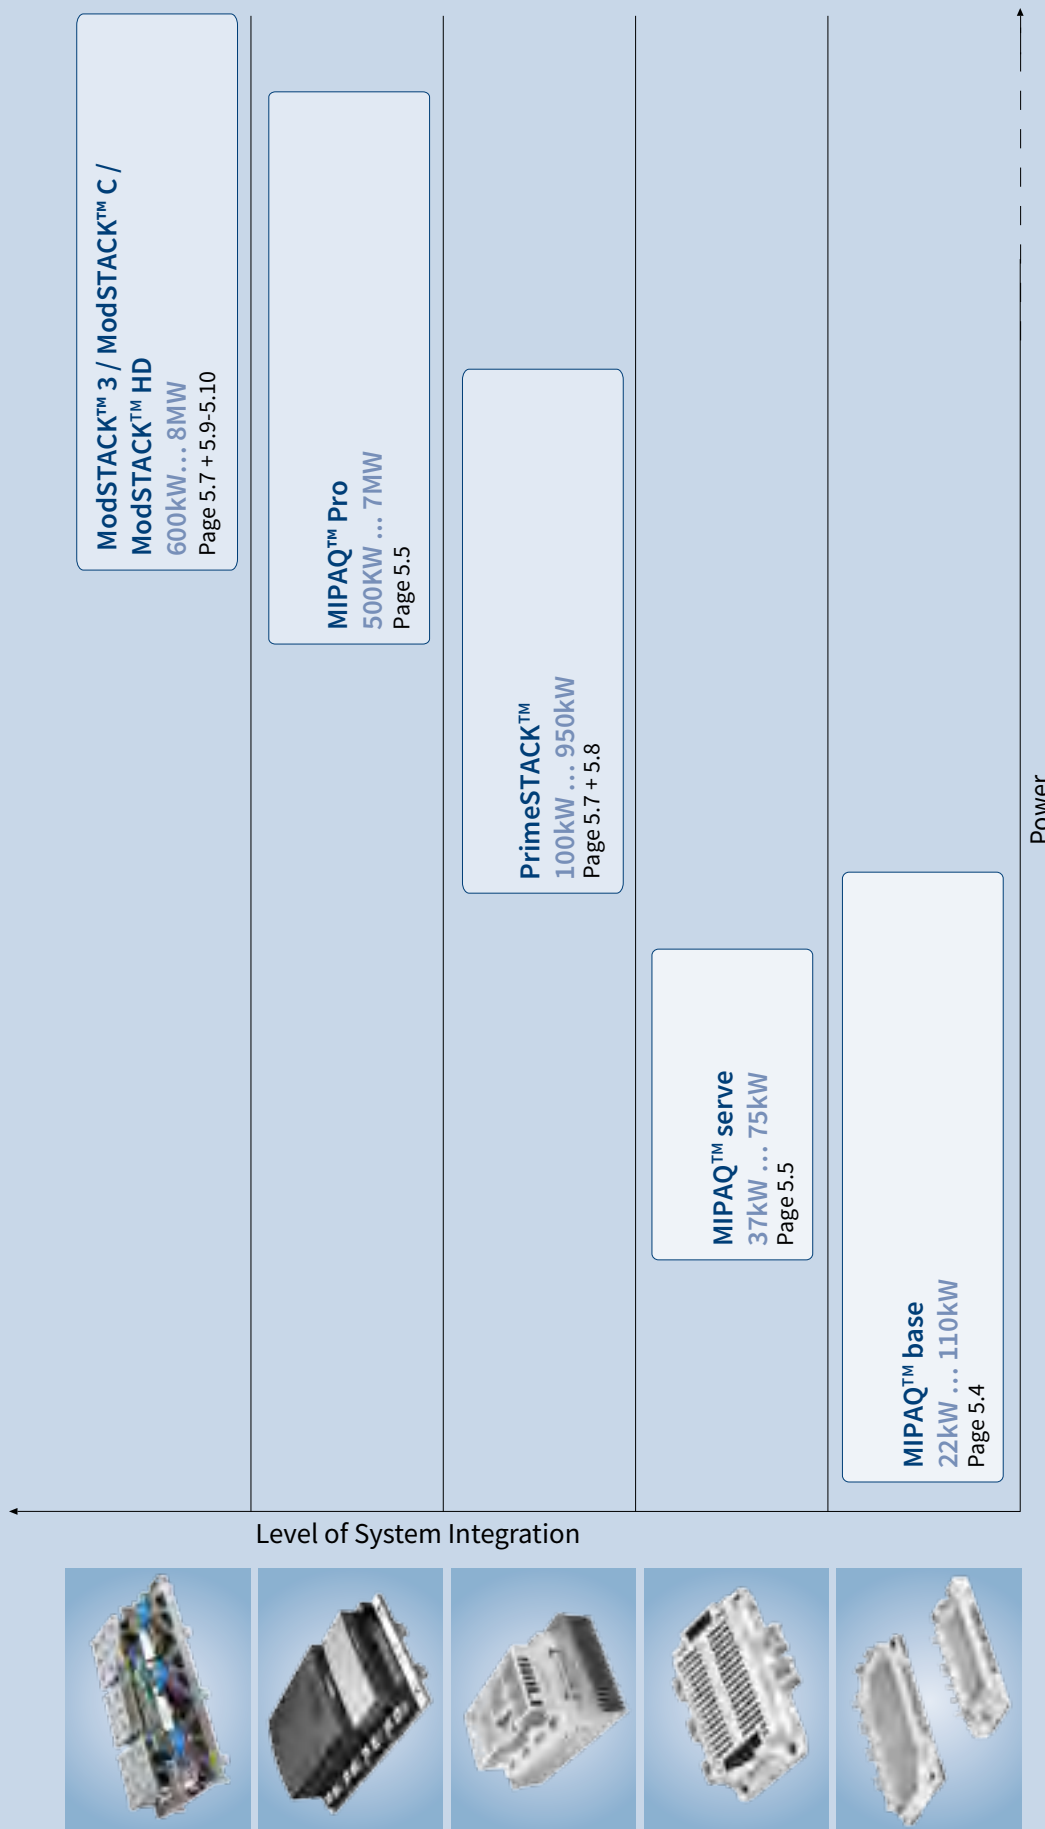 ModSTACK™ 3 / ModSTACK™ C /
ModSTACK™ HD
600kW… 8MW
Page 5.7 + 5.9-5.10
MIPAQ™ Pro
500KW … 7MW
Page 5.5
PrimeSTACK™
100kW … 950kW
Page 5.7 + 5.8
MIPAQ™ serve
37kW … 75kW
Page 5.5
MIPAQ™ base
22kW … 110kW
Page 5.4
Level of System Integration
Power